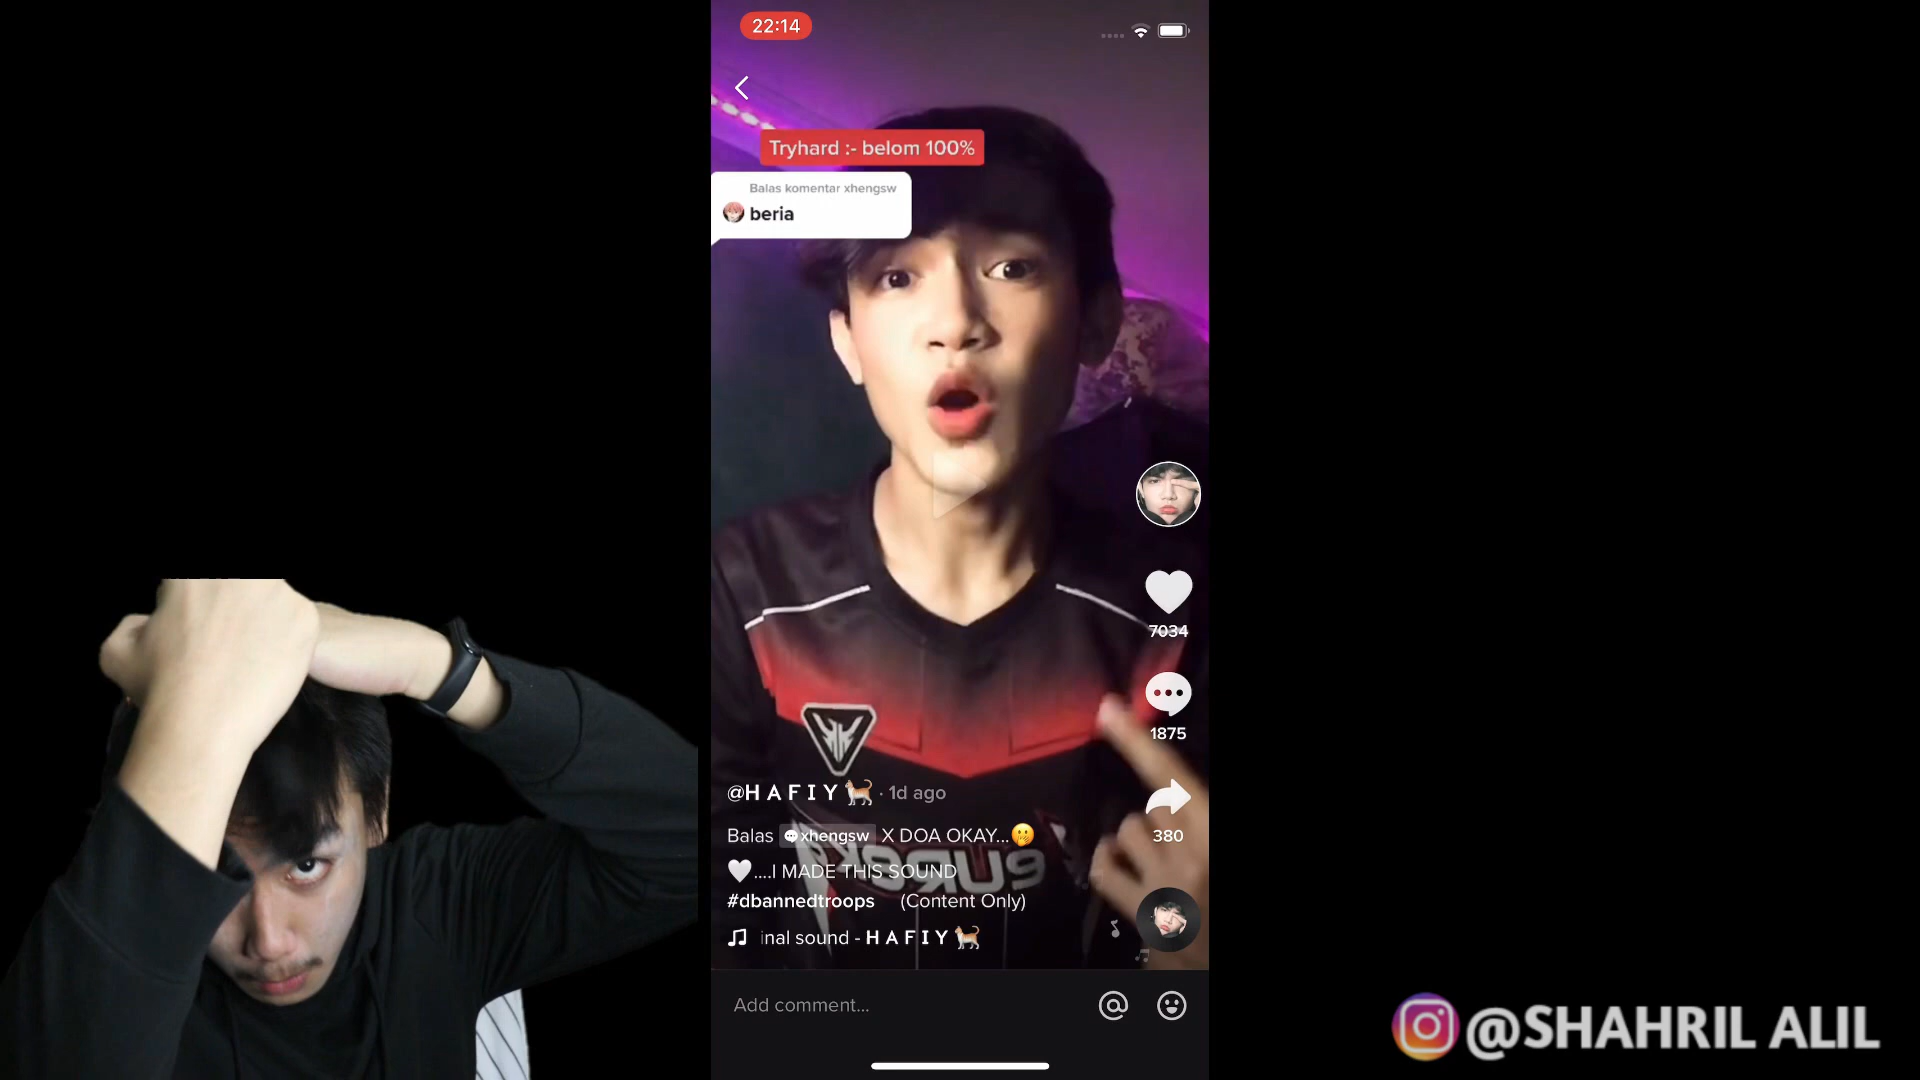 22:14
Tryhard :- belom 100%
Balas komentar xhengsw
beria
7034
1875
@H A F I Y🐈 · 1d ago
380
Balas 💬xhengsw X DOA OKAY...🤭
🤍....I MADE THIS SOUND
#dbannedtroops (Content Only)
inal sound - H A F I Y🐈
Add comment...
@SHAHRIL ALIL